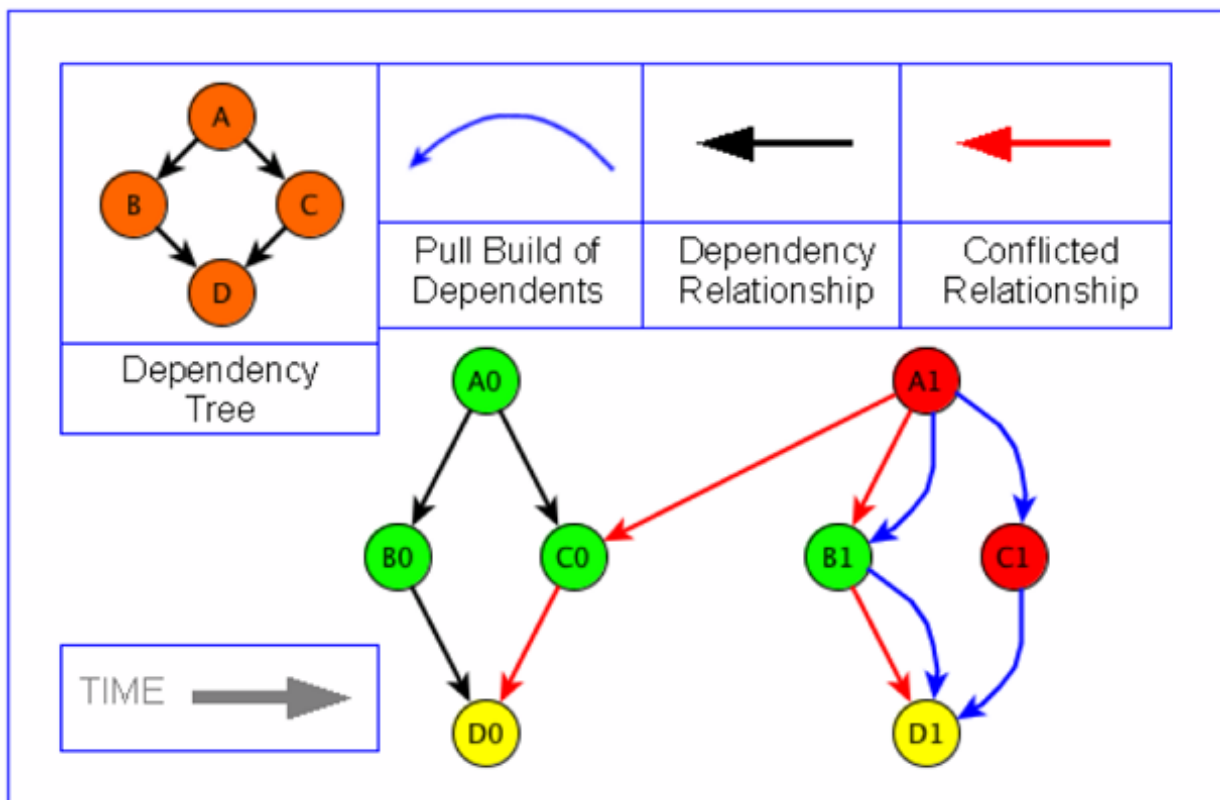 A
B
C
D
Dependency
Tree
Pull Build of
Dependents
Dependency
Relationship
Conflicted
Relationship
A0
A1
B0
C0
B1
C1
TIME
D0
D1